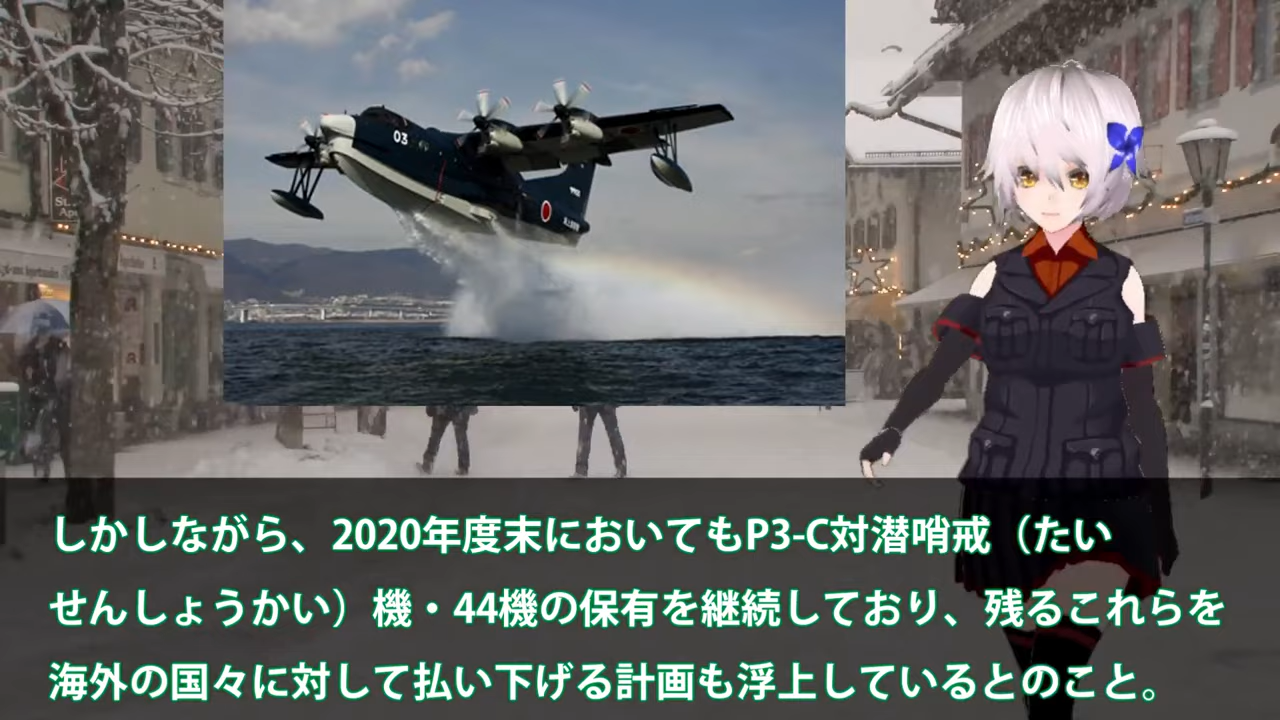 03
St.
Ap
しかしながら、2020年度末においてもP3-C対潜哨戒（たい
せんしょうかい）機・44機の保有を継続しており、残るこれらを
海外の国々に対して払い下げる計画も浮上しているとのこと。